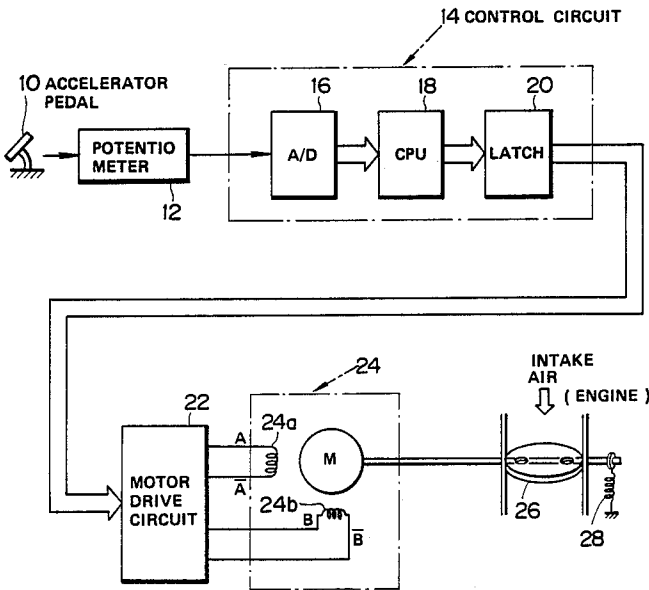 14 CONTROL CIRCUIT
10 ACCELERATOR
PEDAL
16
18
20
POTENTIO
METER
A/D
CPU
LATCH
12
INTAKE
AIR
( ENGINE )
24
22
A
24a
M
MOTOR
DRIVE
CIRCUIT
A̅
24b
B
B̅
26
28